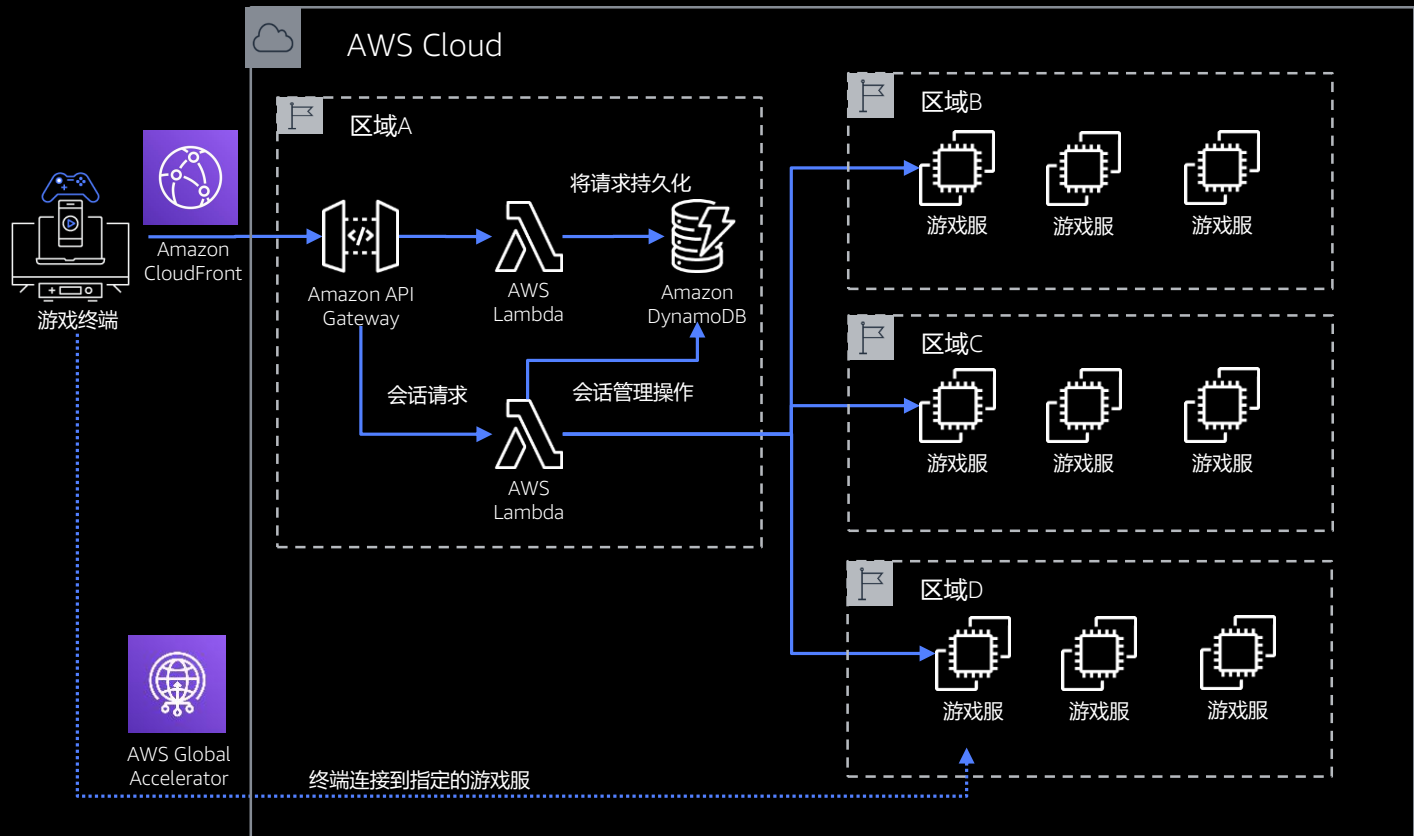 AWS Cloud
区域A
区域B
将请求持久化
游戏服
游戏服
游戏服
Amazon
CloudFront
游戏终端
Amazon API
Gateway
AWS
Lambda
Amazon
DynamoDB
区域C
会话请求
会话管理操作
游戏服
游戏服
游戏服
AWS
Lambda
区域D
游戏服
游戏服
游戏服
AWS Global
Accelerator
终端连接到指定的游戏服